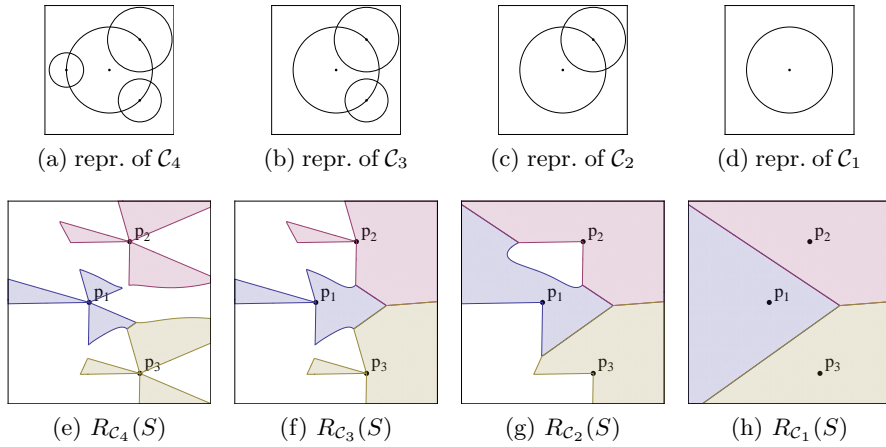 (a) repr. of 𝒞₄ (b) repr. of 𝒞₃ (c) repr. of 𝒞₂ (d) repr. of 𝒞₁
p₂ p₂ p₂ p₂
p₁ p₁ p₁ p₁
p₃ p₃ p₃ p₃
(e) R𝒞₄(S) (f) R𝒞₃(S) (g) R𝒞₂(S) (h) R𝒞₁(S)